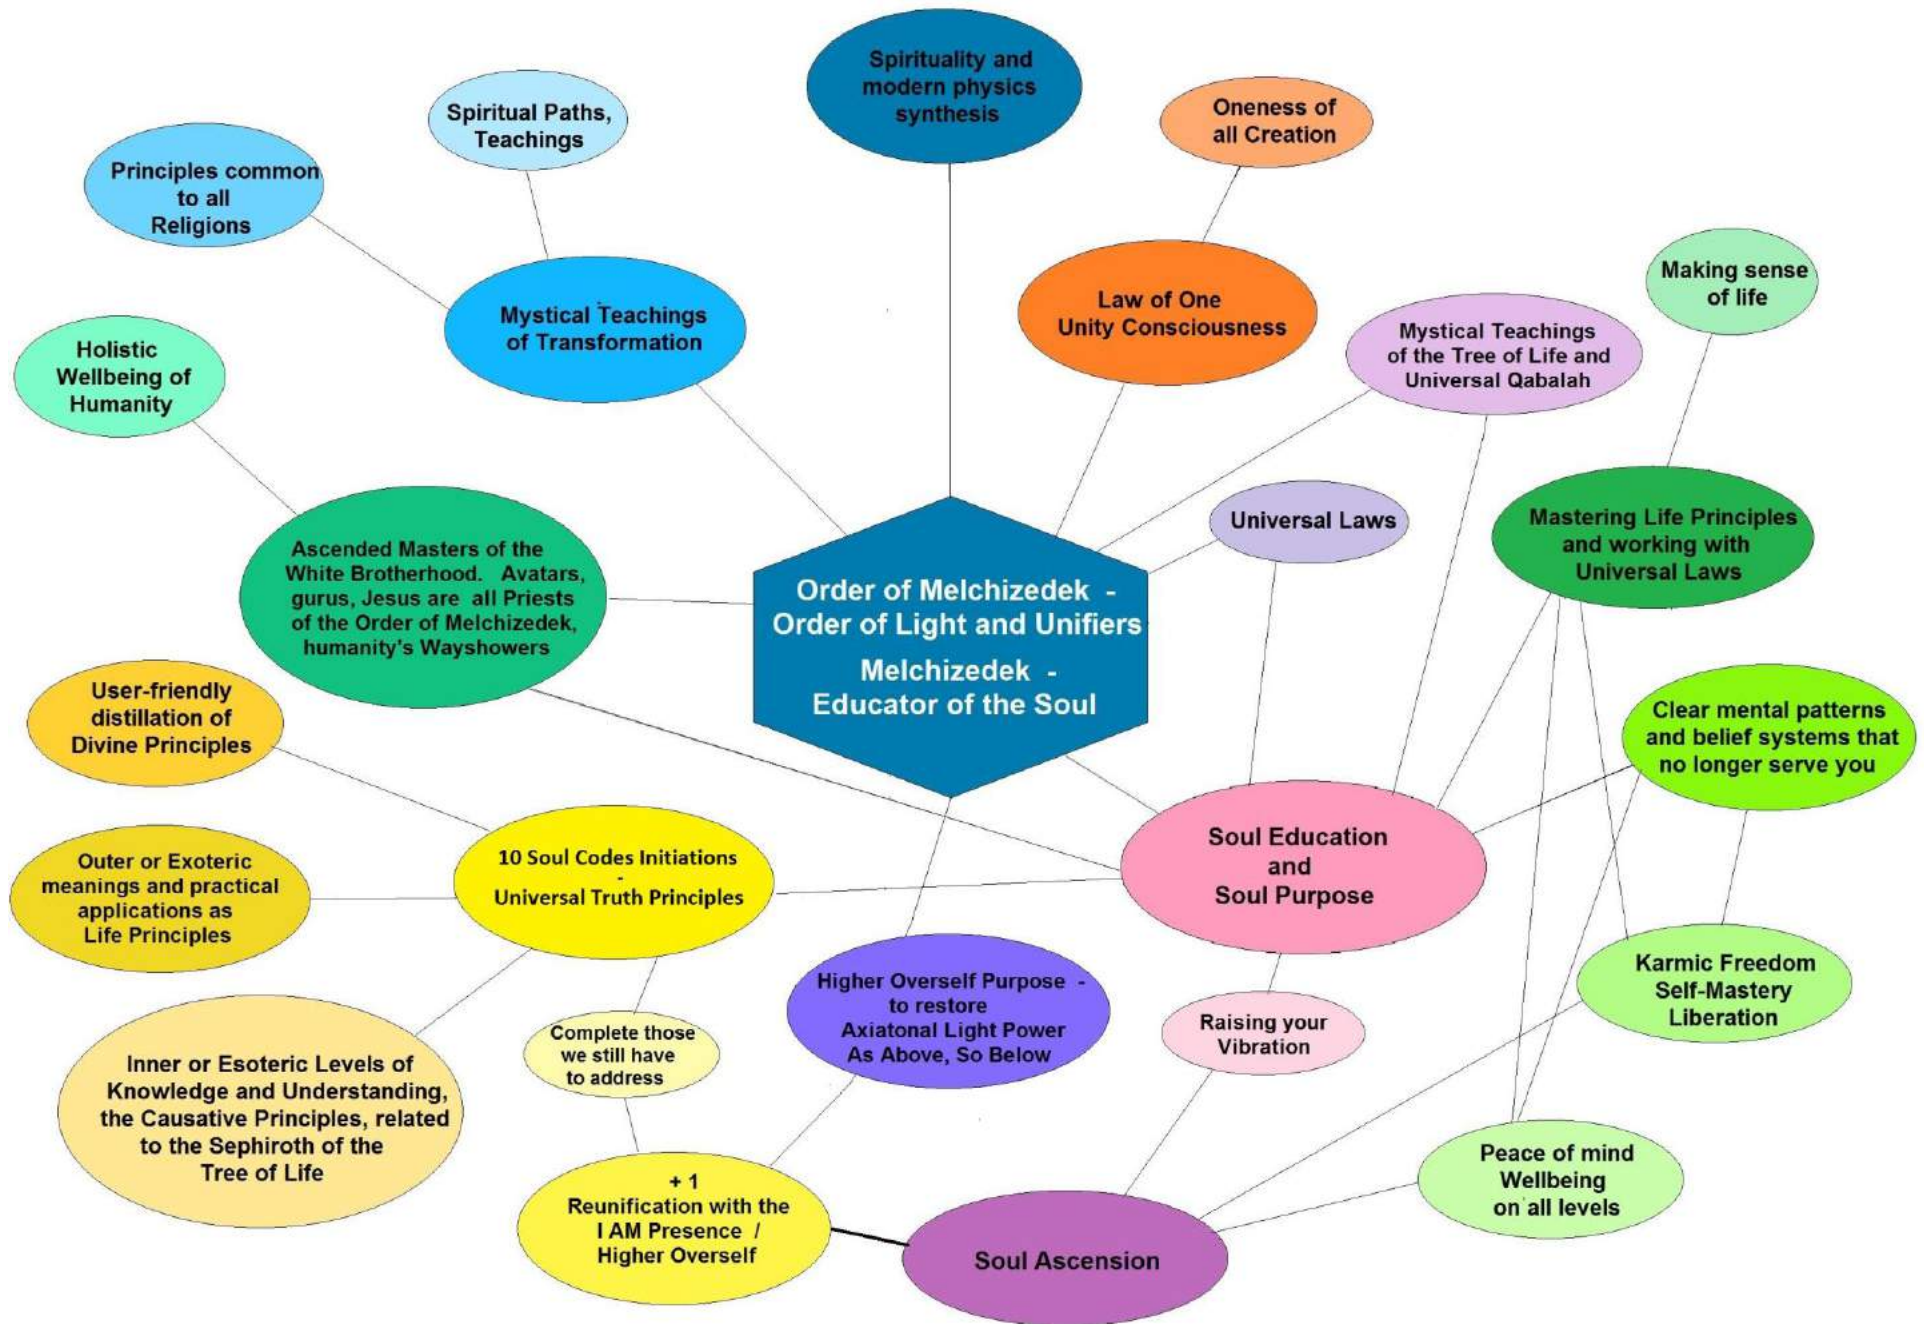 Spirituality and
modern physics
synthesis
Spiritual Paths,
Teachings
Oneness of
all Creation
Principles common
to all
Religions
Making sense
of life
Mystical Teachings
of Transformation
Law of One
Unity Consciousness
Mystical Teachings
of the Tree of Life and
Universal Qabalah
Holistic
Wellbeing of
Humanity
Universal Laws
Mastering Life Principles
and working with
Universal Laws
Ascended Masters of the
White Brotherhood. Avatars,
gurus, Jesus are all Priests
of the Order of Melchizedek,
humanity's Wayshowers
Order of Melchizedek -
Order of Light and Unifiers
Melchizedek -
Educator of the Soul
User-friendly
distillation of
Divine Principles
Clear mental patterns
and belief systems that
no longer serve you
10 Soul Codes Initiations
-
Universal Truth Principles
Soul Education
and
Soul Purpose
Outer or Exoteric
meanings and practical
applications as
Life Principles
Higher Overself Purpose -
to restore
Axiatonal Light Power
As Above, So Below
Karmic Freedom
Self-Mastery
Liberation
Complete those
we still have
to address
Raising your
Vibration
Inner or Esoteric Levels of
Knowledge and Understanding,
the Causative Principles, related
to the Sephiroth of the
Tree of Life
+ 1
Reunification with the
I AM Presence /
Higher Overself
Peace of mind
Wellbeing
on all levels
Soul Ascension